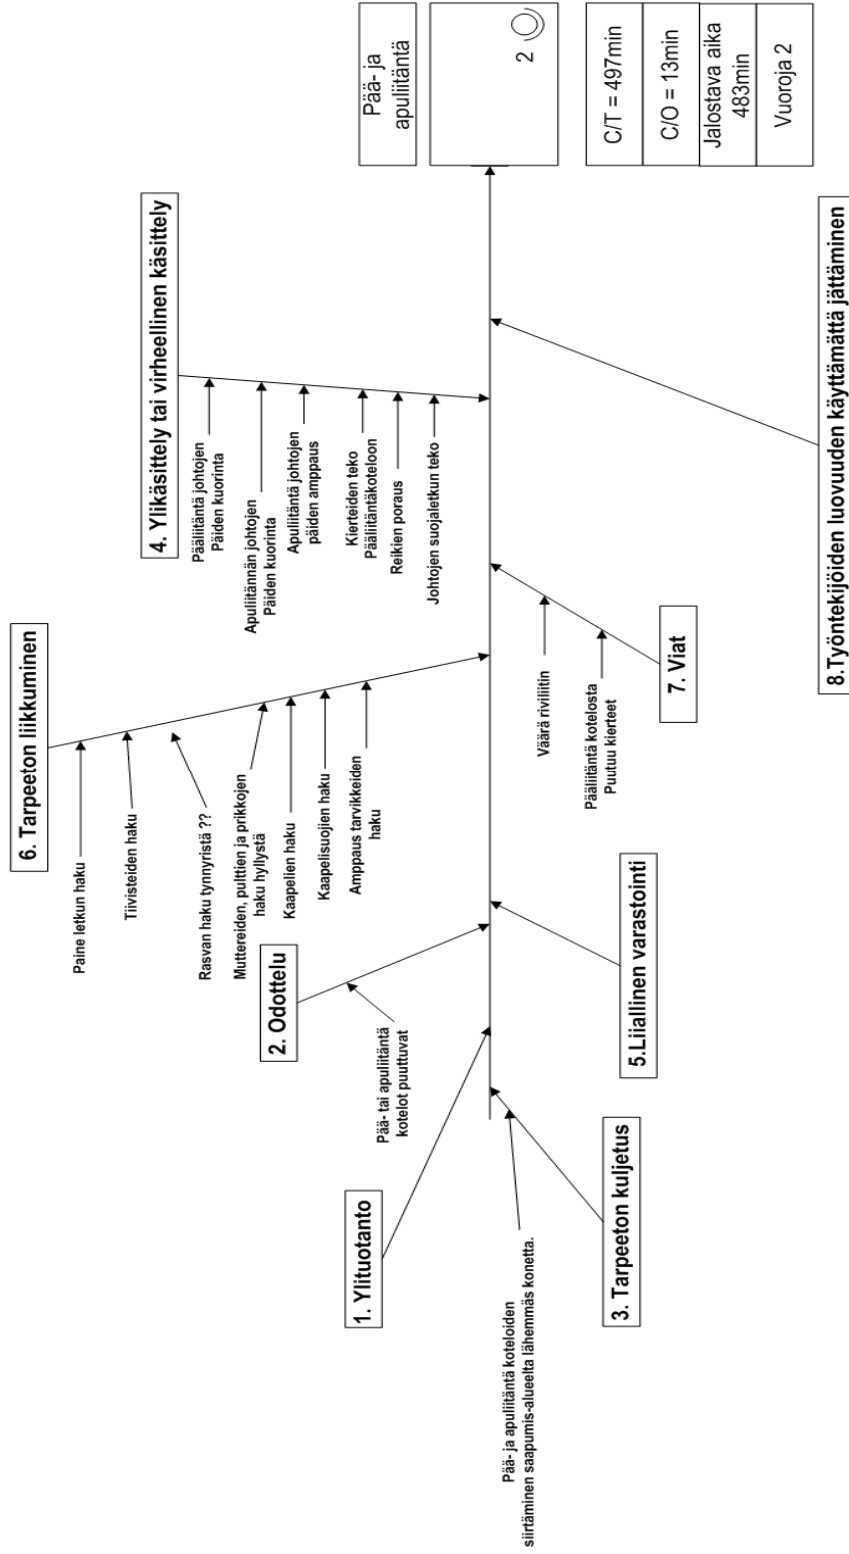 6. Tarpeeton liikkuminen
Paine letkun haku
Tiivisteiden haku
Rasvan haku tynnyristä ??
Muttereiden, pulttien ja prikkojen
haku hyllystä
Kaapelien haku
Kaapelisuojien haku
Amppaus tarvikkeiden
haku
4. Ylikäsittely tai virheellinen käsittely
Pääliitäntä johtojen
Päiden kuorinta
Apuliitännän johtojen
Päiden kuorinta
Apuliitäntä johtojen
päiden amppaus
Kierteiden teko
Pääliitäntäkoteloon
Reikien poraus
Johtojen suojaletkun teko
2. Odottelu
Pää- tai apuliitäntä
kotelot puuttuvat
1. Ylituotanto
Pää- ja
apuliitäntä
2
C/T = 497min
C/O = 13min
Jalostava aika
483min
Vuoroja 2
Pää- ja apuliitäntä koteloiden
siirtäminen saapumis-alueelta lähemmäs konetta.
3. Tarpeeton kuljetus
5.Liiallinen varastointi
Väärä riviliitin
Pääliitäntä kotelosta
Puutuu kierteet
7. Viat
8.Työntekijöiden luovuuden käyttämättä jättäminen